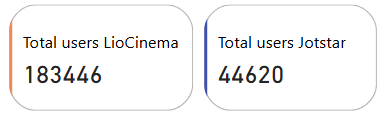 Total users LioCinema
183446
Total users Jotstar
44620